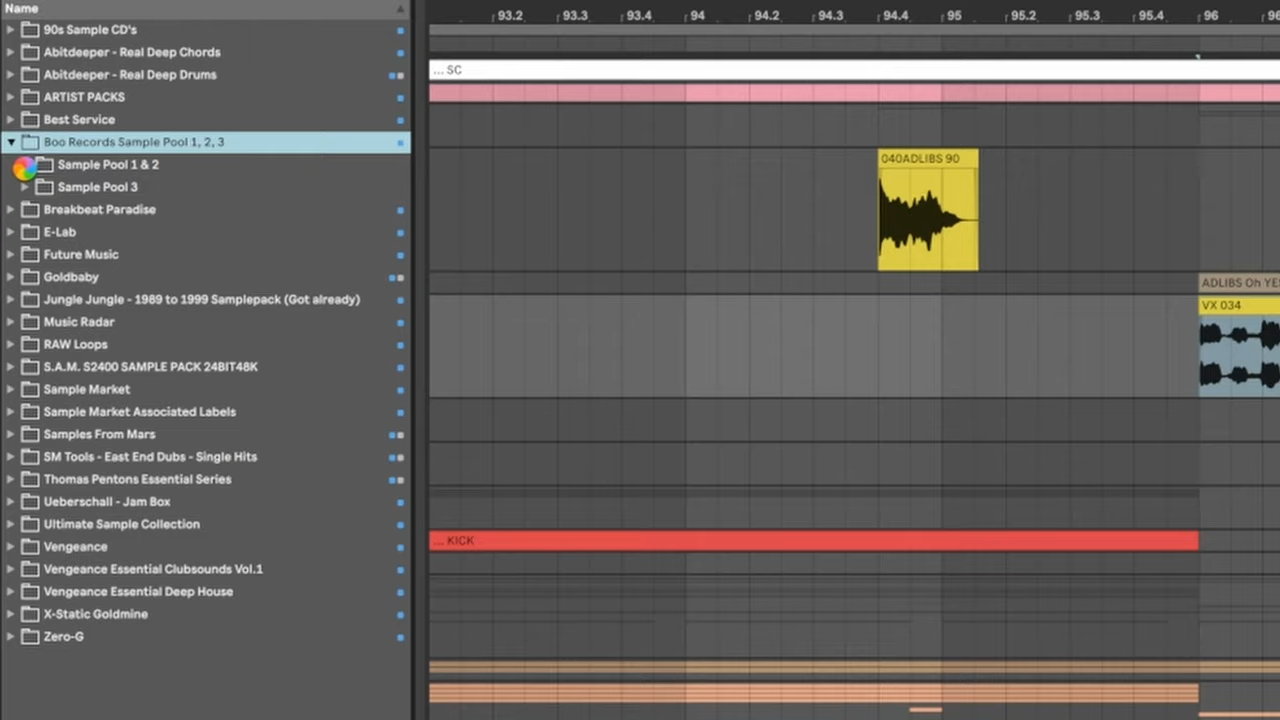 Name
93.2 93.3 93.4 94 94.2 94.3 94.4 95 95.2 95.3 95.4 96
90s Sample CD's
Abitdeeper - Real Deep Chords
Abitdeeper - Real Deep Drums
ARTIST PACKS
Best Service
Boo Records Sample Pool 1, 2, 3
Sample Pool 1 & 2
Sample Pool 3
Breakbeat Paradise
E-Lab
Future Music
Goldbaby
Jungle Jungle - 1989 to 1999 Samplepack (Got already)
Music Radar
RAW Loops
S.A.M. S2400 SAMPLE PACK 24BIT48K
Sample Market
Sample Market Associated Labels
Samples From Mars
SM Tools - East End Dubs - Single Hits
Thomas Pentons Essential Series
Ueberschall - Jam Box
Ultimate Sample Collection
Vengeance
Vengeance Essential Clubsounds Vol.1
Vengeance Essential Deep House
X-Static Goldmine
Zero-G
... SC
040ADLIBS 90
ADLIBS Oh YES
VX 034
... KICK